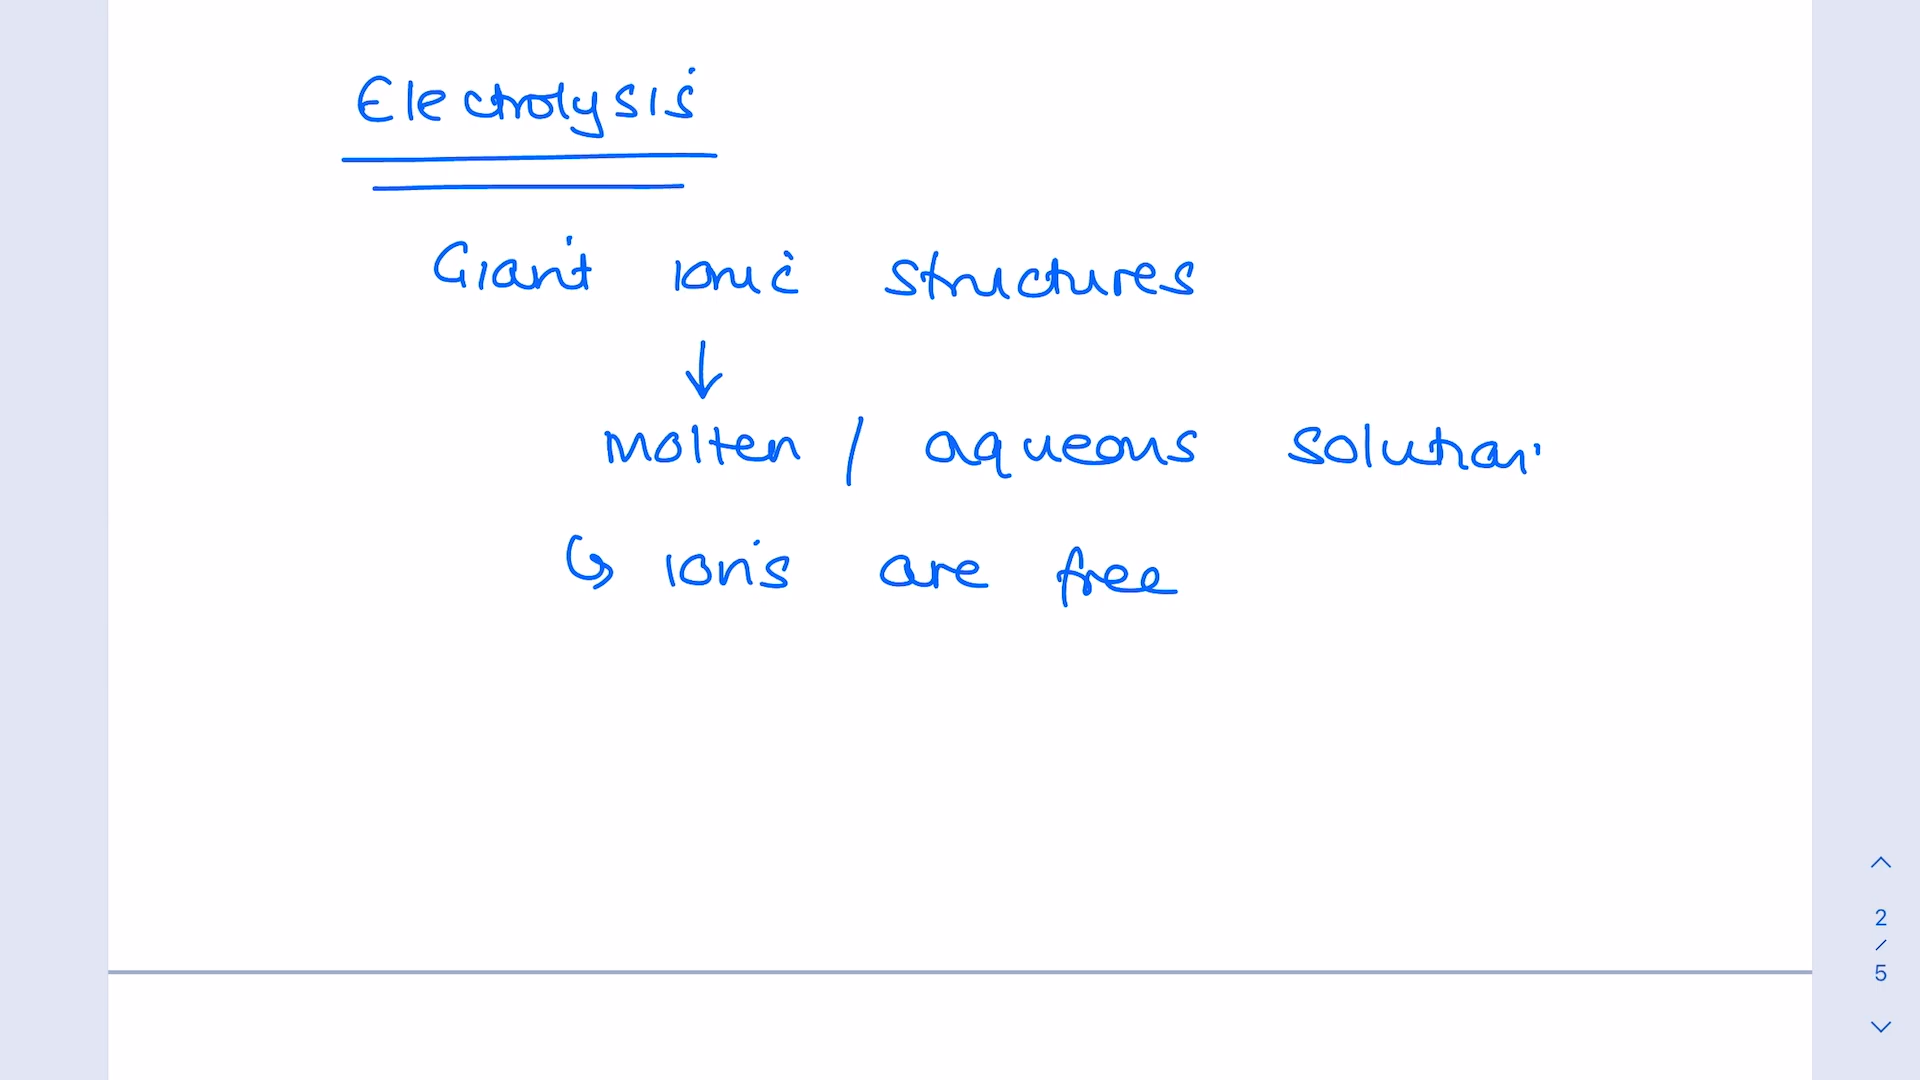 Electrolysis
Giant ionic structures
↓
molten / aqueous solution
↳ ions are free
2
/
5